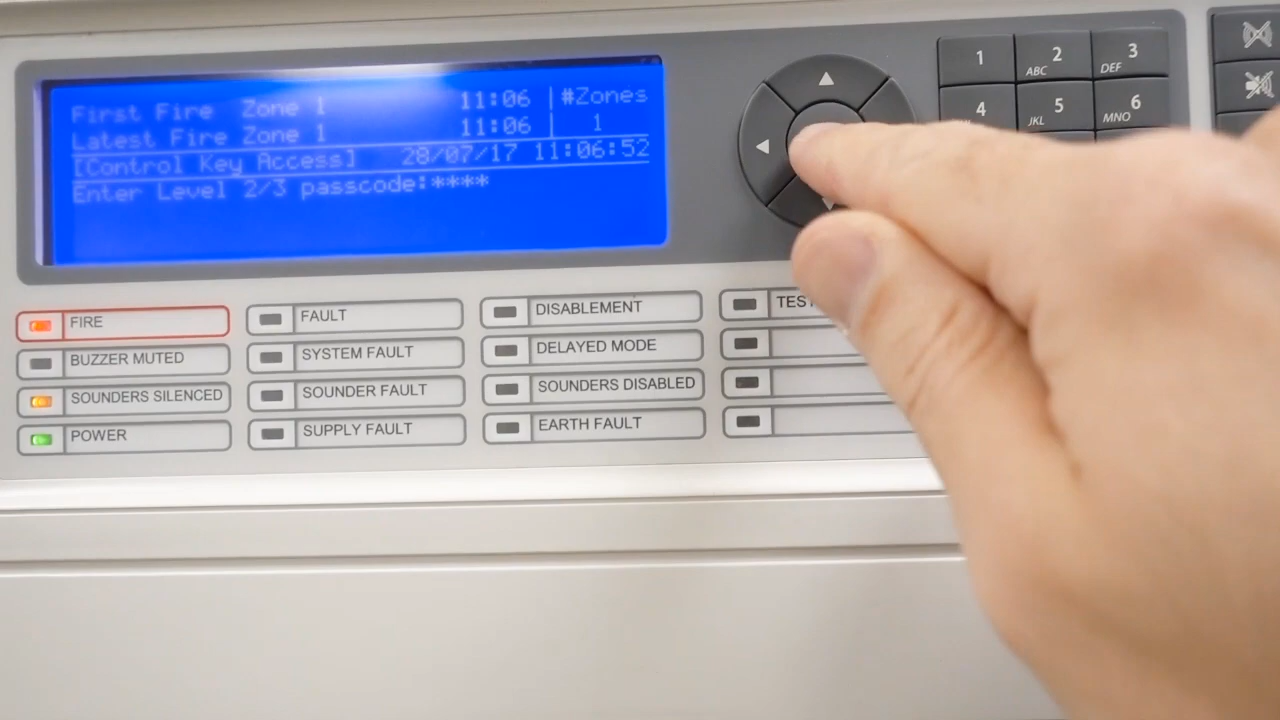 First Fire Zone 1 11:06 |#Zones
Latest Fire Zone 1 11:06 | 1
[Control Key Access] 28/07/17 11:06:52
Enter Level 2/3 passcode:****
1
2 ABC
3 DEF
4
5 JKL
6 MNO
FIRE
FAULT
DISABLEMENT
TEST
BUZZER MUTED
SYSTEM FAULT
DELAYED MODE
SOUNDERS SILENCED
SOUNDER FAULT
SOUNDERS DISABLED
POWER
SUPPLY FAULT
EARTH FAULT